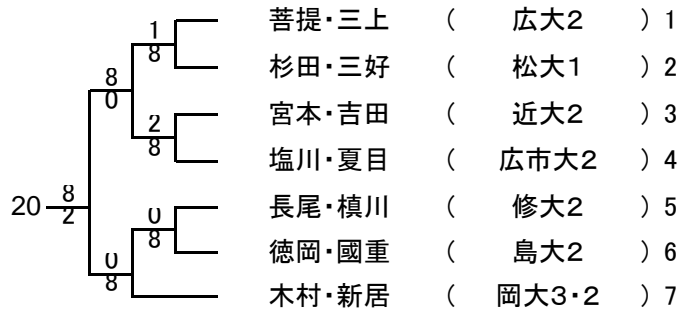 菩提・三上 ( 広大2 ) 1
1
8
杉田・三好 ( 松大1 ) 2
8
0
宮本・吉田 ( 近大2 ) 3
2
8
塩川・夏目 ( 広市大2 ) 4
20
8
2
長尾・槙川 ( 修大2 ) 5
0
8
徳岡・國重 ( 島大2 ) 6
0
8
木村・新居 ( 岡大3・2 ) 7